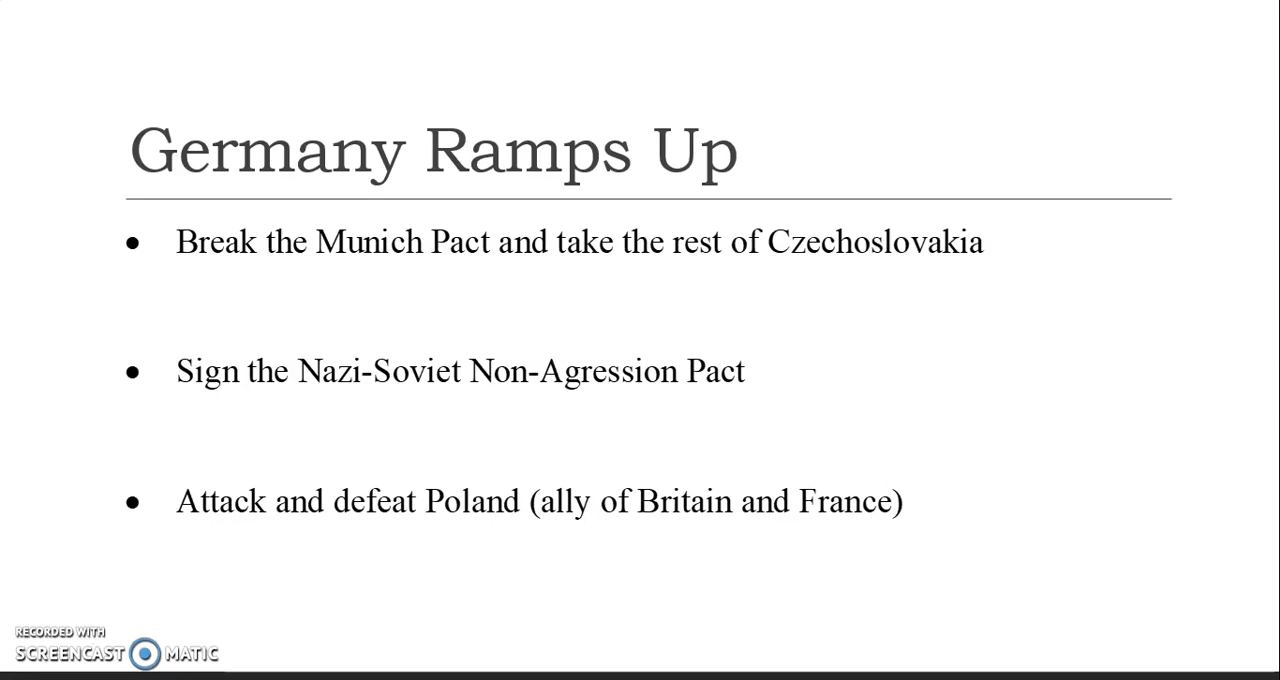 Germany Ramps Up
• Break the Munich Pact and take the rest of Czechoslovakia
• Sign the Nazi-Soviet Non-Agression Pact
• Attack and defeat Poland (ally of Britain and France)
RECORDED WITH
SCREENCAST MATIC